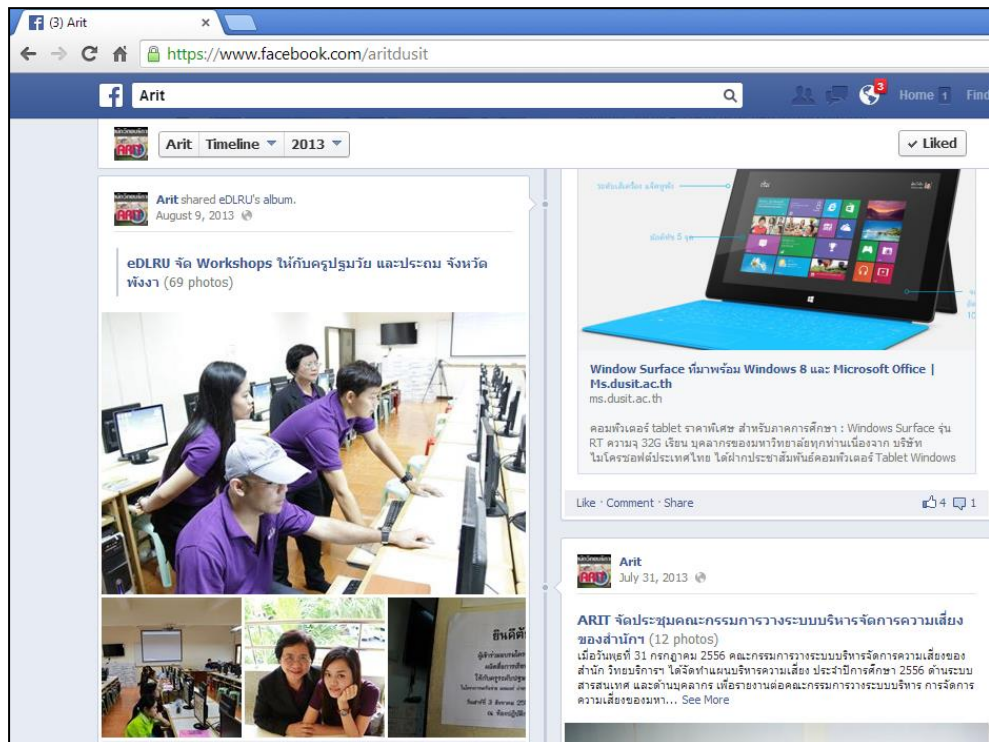 (3) Arit
https://www.facebook.com/aritdusit
Arit
3
Home 1
Find
Arit Timeline 2013
Liked
Arit shared eDLRU's album.
August 9, 2013
eDLRU จัด Workshops ให้กับครูปฐมวัย และประถม จังหวัด
พังงา (69 photos)
ยินดีต้
Window Surface ที่มาพร้อม Windows 8 และ Microsoft Office |
Ms.dusit.ac.th
ms.dusit.ac.th
คอมพิวเตอร์ tablet ราคาพิเศษ สำหรับภาคการศึกษา : Windows Surface รุ่น
RT ความจุ 32G เรียน บุคลากรของมหาวิทยาลัยทุกท่านเนื่องจาก บริษัท
ไมโครซอฟต์ประเทศไทย ได้ฝากประชาสัมพันธ์คอมพิวเตอร์ Tablet Windows
Like · Comment · Share
4
1
Arit
July 31, 2013
ARIT จัดประชุมคณะกรรมการวางระบบบริหารจัดการความเสี่ยง
ของสำนักฯ (12 photos)
เมื่อวันพุธที่ 31 กรกฎาคม 2556 คณะกรรมการวางระบบบริหารจัดการความเสี่ยงของ
สำนัก วิทยบริการฯ ได้จัดทำแผนบริหารความเสี่ยง ประจำปีการศึกษา 2556 ด้านระบบ
สารสนเทศ และด้านบุคลากร เพื่อรายงานต่อคณะกรรมการวางระบบบริหาร การจัดการ
ความเสี่ยงของมหา... See More